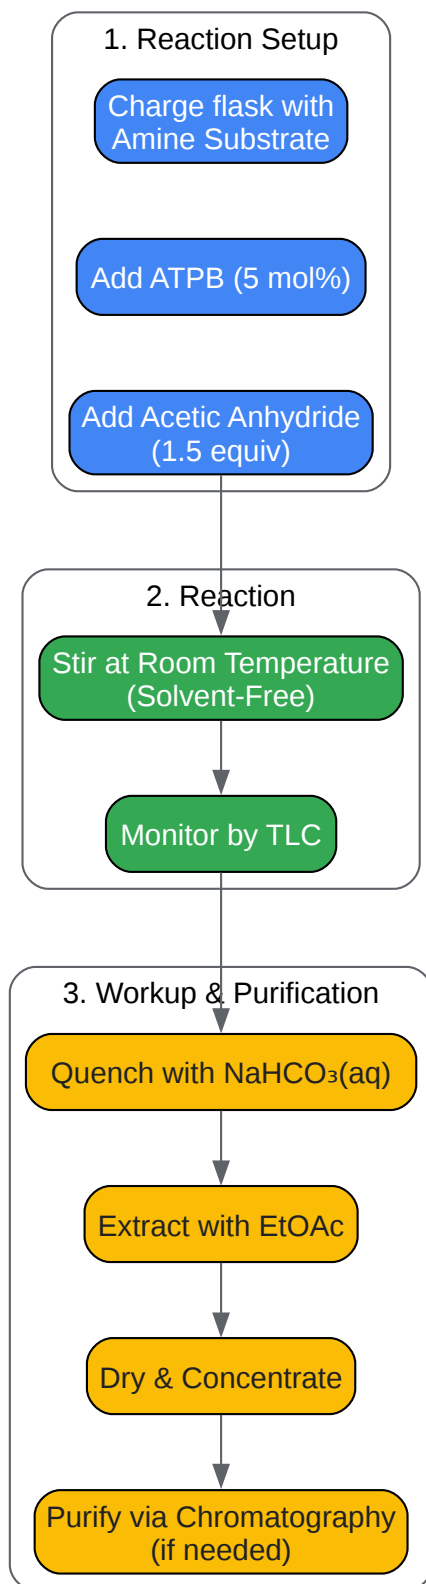 1. Reaction Setup
Charge flask with
Amine Substrate
Add ATPB (5 mol%)
Add Acetic Anhydride
(1.5 equiv)
2. Reaction
Stir at Room Temperature
(Solvent-Free)
Monitor by TLC
3. Workup & Purification
Quench with NaHCO₃(aq)
Extract with EtOAc
Dry & Concentrate
Purify via Chromatography
(if needed)